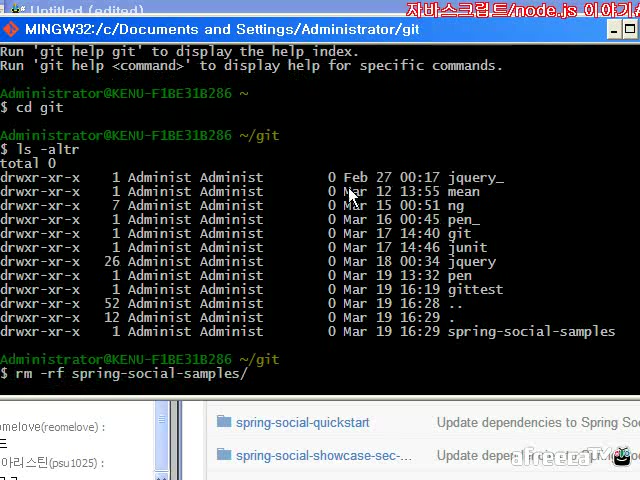 Untitled (edited)
자바스크립트/node.js 이야기
MINGW32:/c/Documents and Settings/Administrator/git
Run 'git help git' to display the help index.
Run 'git help <command>' to display help for specific commands.
Administrator@KENU-F1BE31B286 ~
$ cd git
Administrator@KENU-F1BE31B286 ~/git
$ ls -altr
total 0
drwxr-xr-x 1 Administ Administ 0 Feb 27 00:17 jquery_
drwxr-xr-x 1 Administ Administ 0 Mar 12 13:55 mean
drwxr-xr-x 7 Administ Administ 0 Mar 15 00:51 ng
drwxr-xr-x 1 Administ Administ 0 Mar 16 00:45 pen_
drwxr-xr-x 1 Administ Administ 0 Mar 17 14:40 git
drwxr-xr-x 1 Administ Administ 0 Mar 17 14:46 junit
drwxr-xr-x 26 Administ Administ 0 Mar 18 00:34 jquery
drwxr-xr-x 1 Administ Administ 0 Mar 19 13:32 pen
drwxr-xr-x 1 Administ Administ 0 Mar 19 16:19 gittest
drwxr-xr-x 52 Administ Administ 0 Mar 19 16:28 ..
drwxr-xr-x 12 Administ Administ 0 Mar 19 16:29 .
drwxr-xr-x 1 Administ Administ 0 Mar 19 16:29 spring-social-samples
Administrator@KENU-F1BE31B286 ~/git
$ rm -rf spring-social-samples/
omelove(reomelove) :
드
아리스틴(psu1025) :
spring-social-quickstart Update dependencies to Spring So
spring-social-showcase-sec-... Update dependencies to
afreecaTV